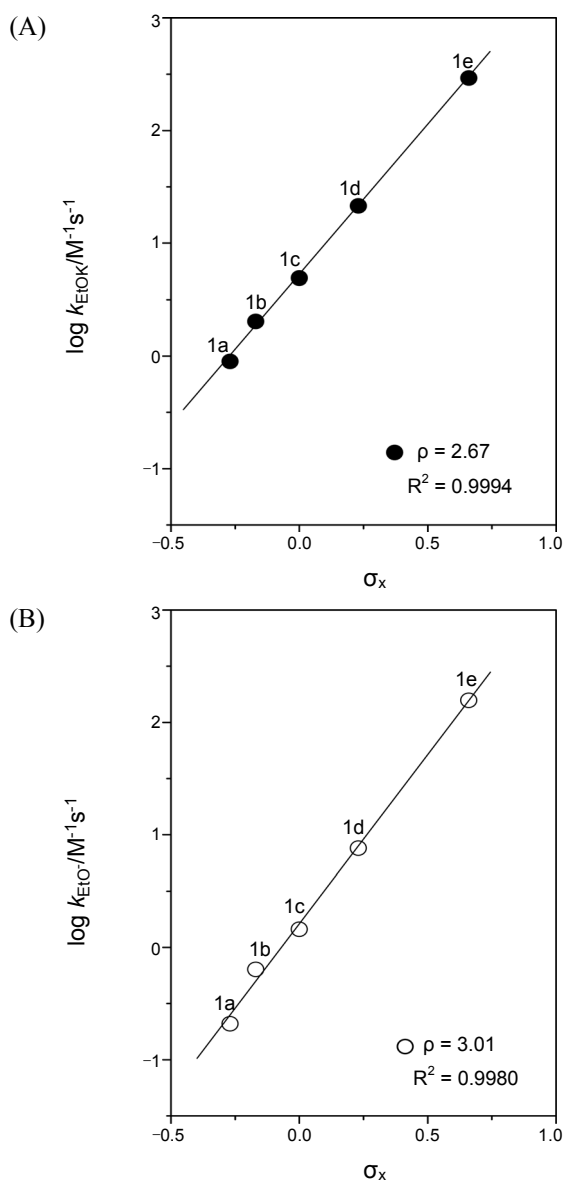 (A)
3
2
1
0
−1
log k_EtOK/M⁻¹s⁻¹
1e
1d
1c
1b
1a
ρ = 2.67
R² = 0.9994
−0.5 0.0 0.5 1.0
σₓ
(B)
3
2
1
0
−1
log k_EtO⁻/M⁻¹s⁻¹
1e
1d
1c
1b
1a
ρ = 3.01
R² = 0.9980
−0.5 0.0 0.5 1.0
σₓ